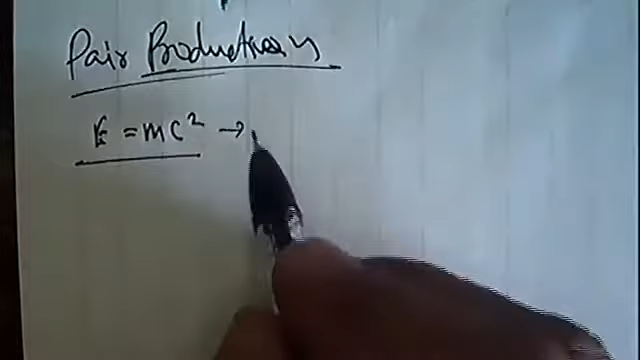 Pair Production
E = mc² →